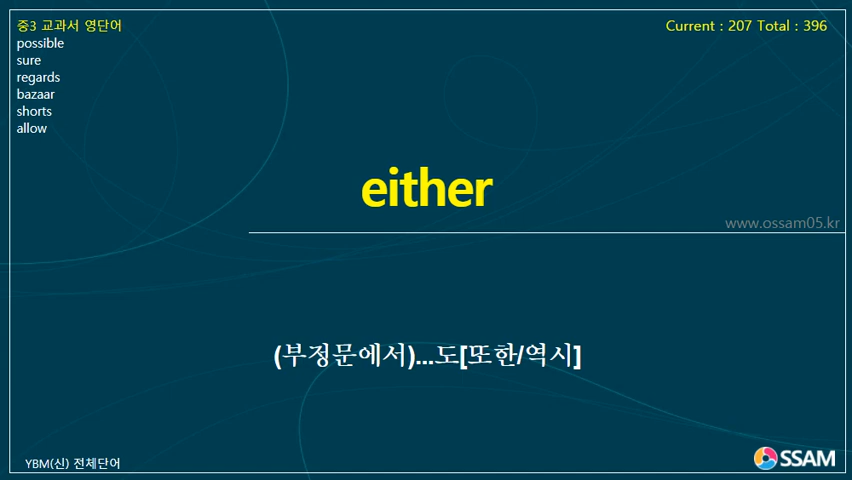 중3 교과서 영단어
Current : 207 Total : 396
possible
sure
regards
bazaar
shorts
allow
either
www.ossam05.kr
(부정문에서)...도[또한/역시]
YBM(신) 전체단어
SSAM